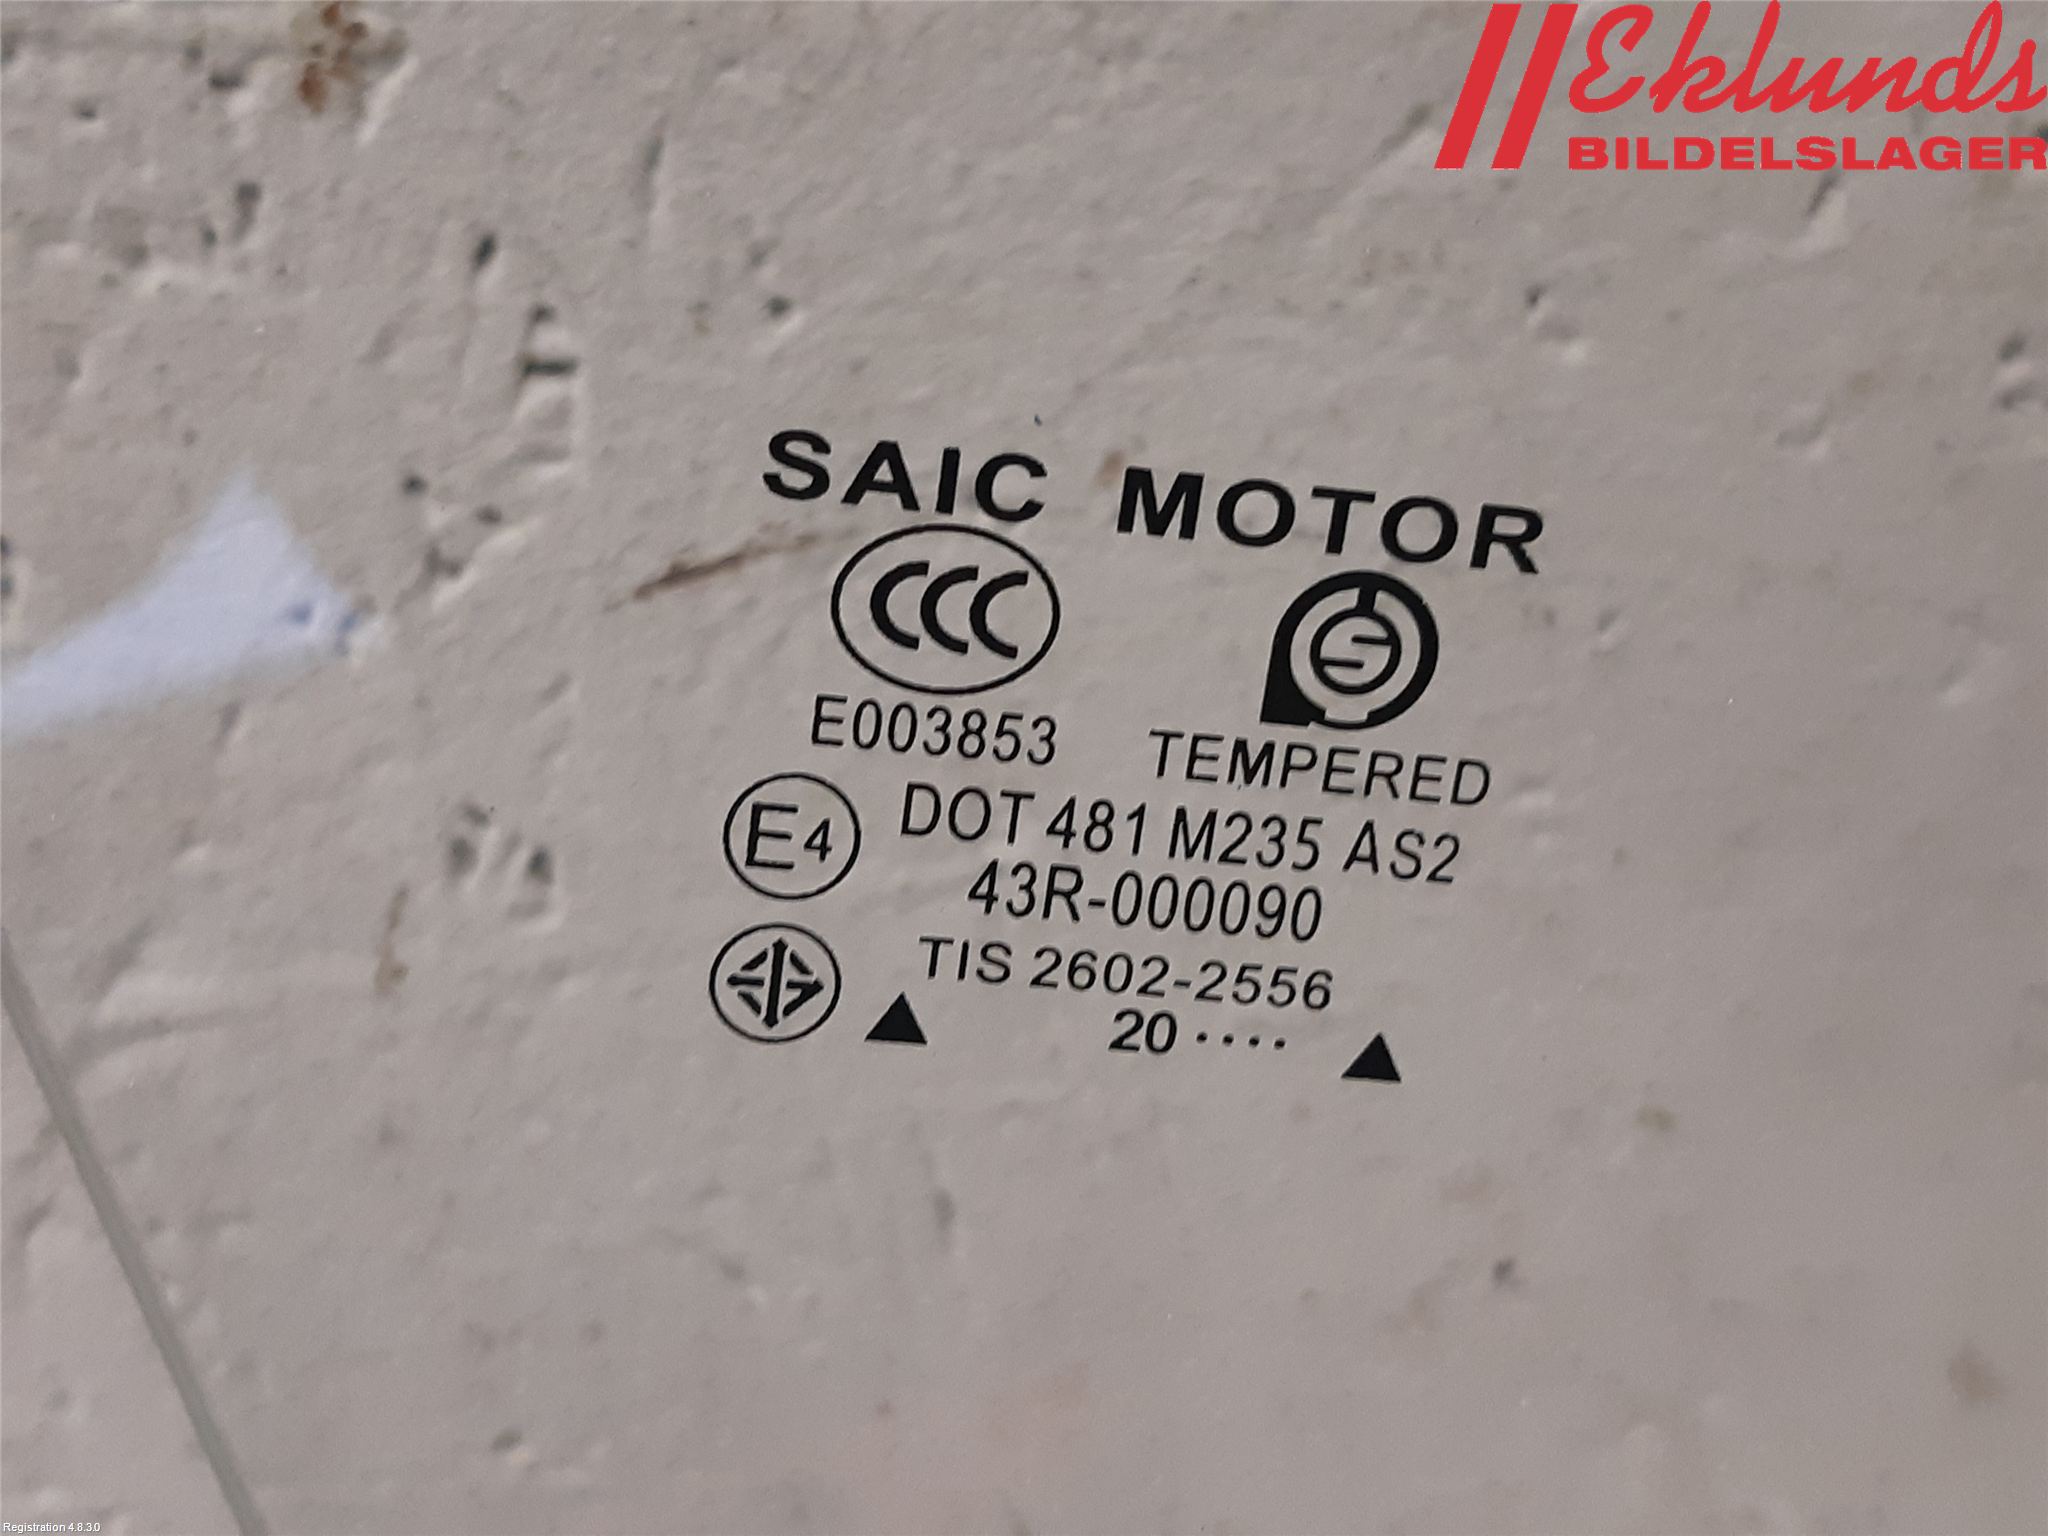 Eklunds
BILDELSLAGER
SAIC MOTOR
CCC
E003853
TEMPERED
E4
DOT 481 M235 AS2
43R-000090
TIS 2602-2556
▲ 20 ···· ▲
Registration 4.8.3.0